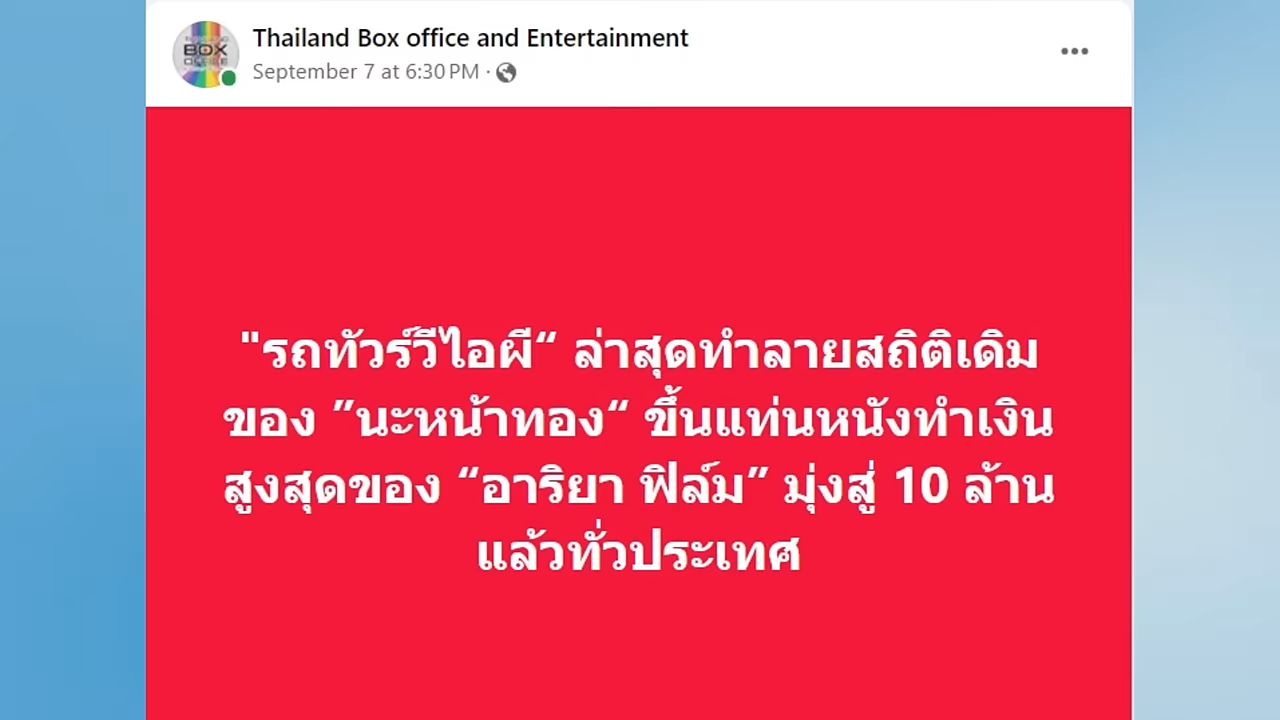 BOX
OFFICE
Thailand Box office and Entertainment
September 7 at 6:30 PM ·
"รถทัวร์วีไอผี“ ล่าสุดทำลายสถิติเดิม
ของ ”นะหน้าทอง“ ขึ้นแท่นหนังทำเงิน
สูงสุดของ “อาริยา ฟิล์ม” มุ่งสู่ 10 ล้าน
แล้วทั่วประเทศ